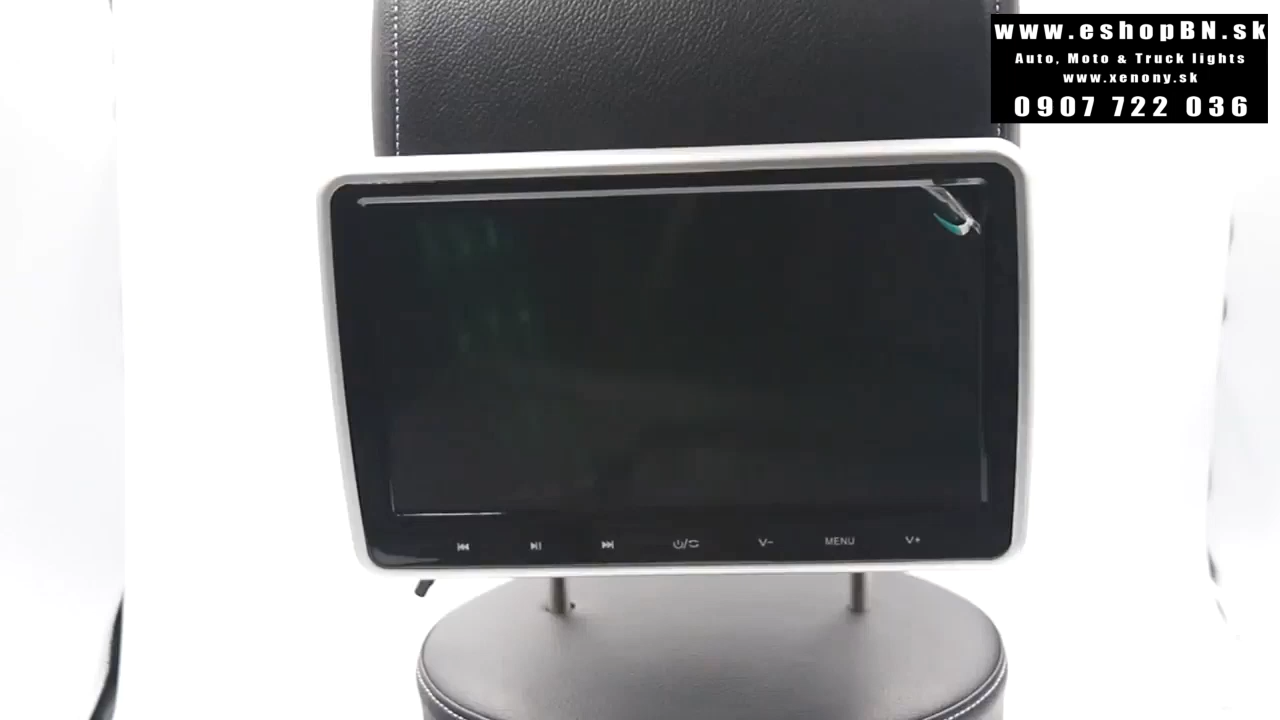 www.eshopBN.sk
Auto, Moto & Truck lights
www.xenony.sk
0907 722 036
V-
MENU
V+